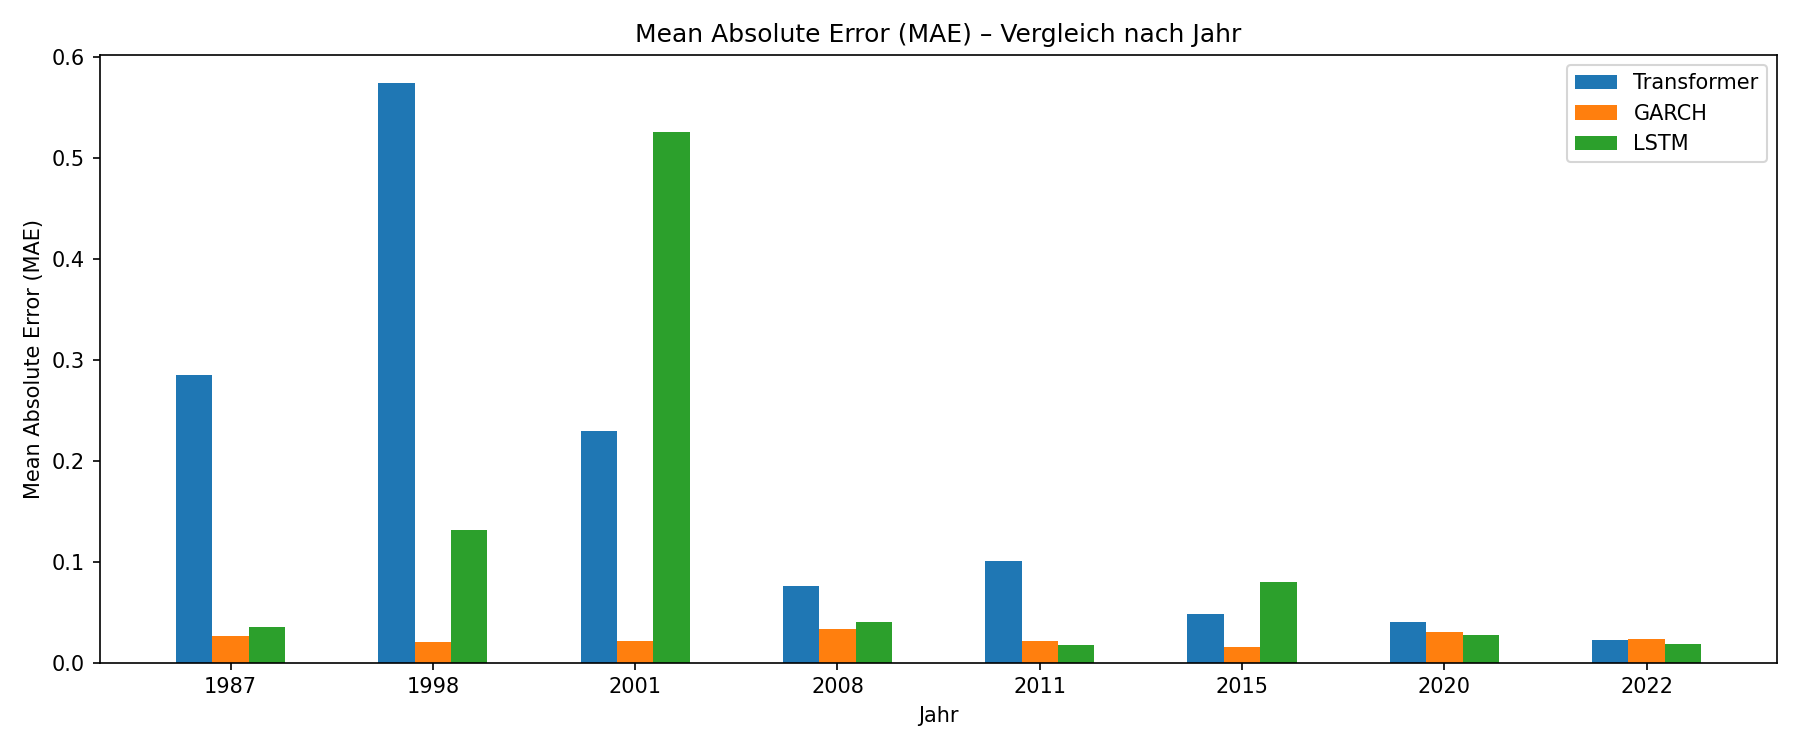 Mean Absolute Error (MAE) – Vergleich nach Jahr
Transformer
GARCH
LSTM
Mean Absolute Error (MAE)
0.6
0.5
0.4
0.3
0.2
0.1
0.0
1987 1998 2001 2008 2011 2015 2020 2022
Jahr